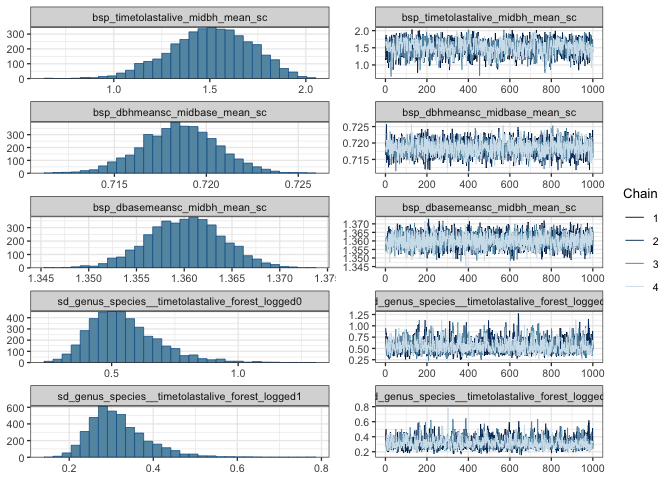 bsp_timetolastalive_midbh_mean_sc
bsp_timetolastalive_midbh_mean_sc
300
200
100
0
1.0 1.5 2.0
2.0
1.5
1.0
0 200 400 600 800 1000
bsp_dbhmeansc_midbase_mean_sc
bsp_dbhmeansc_midbase_mean_sc
300
200
100
0
0.715 0.720 0.725
0.725
0.720
0.715
0 200 400 600 800 1000
bsp_dbasemeansc_midbh_mean_sc
bsp_dbasemeansc_midbh_mean_sc
300
200
100
0
1.345 1.350 1.355 1.360 1.365 1.370 1.37
1.370
1.365
1.360
1.355
1.350
1.345
0 200 400 600 800 1000
sd_genus_species__timetolastalive_forest_logged0
d_genus_species__timetolastalive_forest_logged
400
300
200
100
0
0.5 1.0
1.25
1.00
0.75
0.50
0.25
0 200 400 600 800 1000
sd_genus_species__timetolastalive_forest_logged1
d_genus_species__timetolastalive_forest_logged
600
400
200
0
0.2 0.4 0.6 0.8
0.8
0.6
0.4
0.2
0 200 400 600 800 1000
Chain
1
2
3
4